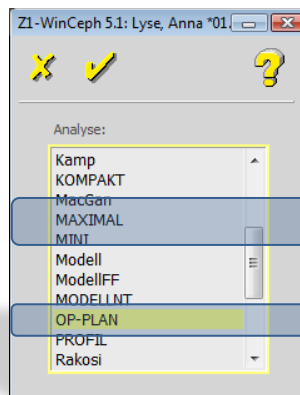 Z1-WinCeph 5.1: Lyse, Anna *01.
Analyse:
Kamp
KOMPAKT
MacGan
MAXIMAL
MINI
Modell
ModellFF
MODELLNT
OP-PLAN
PROFIL
Rakosi